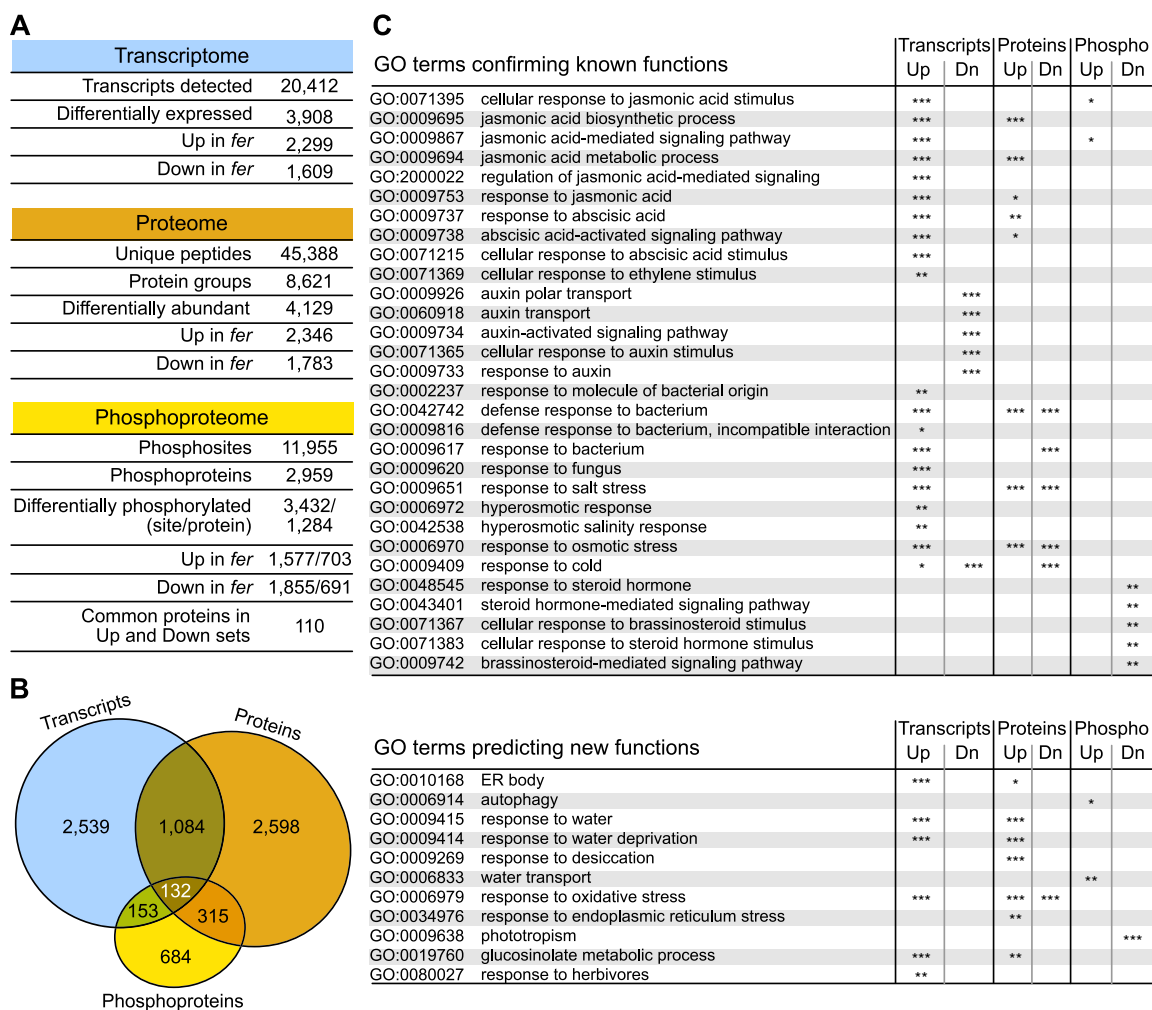 A
Transcriptome
Transcripts detected 20,412
Differentially expressed 3,908
Up in fer 2,299
Down in fer 1,609
Proteome
Unique peptides 45,388
Protein groups 8,621
Differentially abundant 4,129
Up in fer 2,346
Down in fer 1,783
Phosphoproteome
Phosphosites 11,955
Phosphoproteins 2,959
Differentially phosphorylated 3,432/
(site/protein) 1,284
Up in fer 1,577/703
Down in fer 1,855/691
Common proteins in
Up and Down sets 110
B
Transcripts
Proteins
2,539
1,084
2,598
132
153
315
684
Phosphoproteins
C
Transcripts Proteins Phospho
GO terms confirming known functions Up Dn Up Dn Up Dn
GO:0071395 cellular response to jasmonic acid stimulus *** *
GO:0009695 jasmonic acid biosynthetic process *** ***
GO:0009867 jasmonic acid-mediated signaling pathway *** *
GO:0009694 jasmonic acid metabolic process *** ***
GO:2000022 regulation of jasmonic acid-mediated signaling ***
GO:0009753 response to jasmonic acid *** *
GO:0009737 response to abscisic acid *** **
GO:0009738 abscisic acid-activated signaling pathway *** *
GO:0071215 cellular response to abscisic acid stimulus ***
GO:0071369 cellular response to ethylene stimulus **
GO:0009926 auxin polar transport ***
GO:0060918 auxin transport ***
GO:0009734 auxin-activated signaling pathway ***
GO:0071365 cellular response to auxin stimulus ***
GO:0009733 response to auxin ***
GO:0002237 response to molecule of bacterial origin **
GO:0042742 defense response to bacterium *** *** ***
GO:0009816 defense response to bacterium, incompatible interaction *
GO:0009617 response to bacterium *** ***
GO:0009620 response to fungus ***
GO:0009651 response to salt stress *** *** ***
GO:0006972 hyperosmotic response **
GO:0042538 hyperosmotic salinity response **
GO:0006970 response to osmotic stress *** *** ***
GO:0009409 response to cold * *** ***
GO:0048545 response to steroid hormone **
GO:0043401 steroid hormone-mediated signaling pathway **
GO:0071367 cellular response to brassinosteroid stimulus **
GO:0071383 cellular response to steroid hormone stimulus **
GO:0009742 brassinosteroid-mediated signaling pathway **
Transcripts Proteins Phospho
GO terms predicting new functions Up Dn Up Dn Up Dn
GO:0010168 ER body *** *
GO:0006914 autophagy *
GO:0009415 response to water *** ***
GO:0009414 response to water deprivation *** ***
GO:0009269 response to desiccation ***
GO:0006833 water transport **
GO:0006979 response to oxidative stress *** *** ***
GO:0034976 response to endoplasmic reticulum stress **
GO:0009638 phototropism ***
GO:0019760 glucosinolate metabolic process *** **
GO:0080027 response to herbivores **